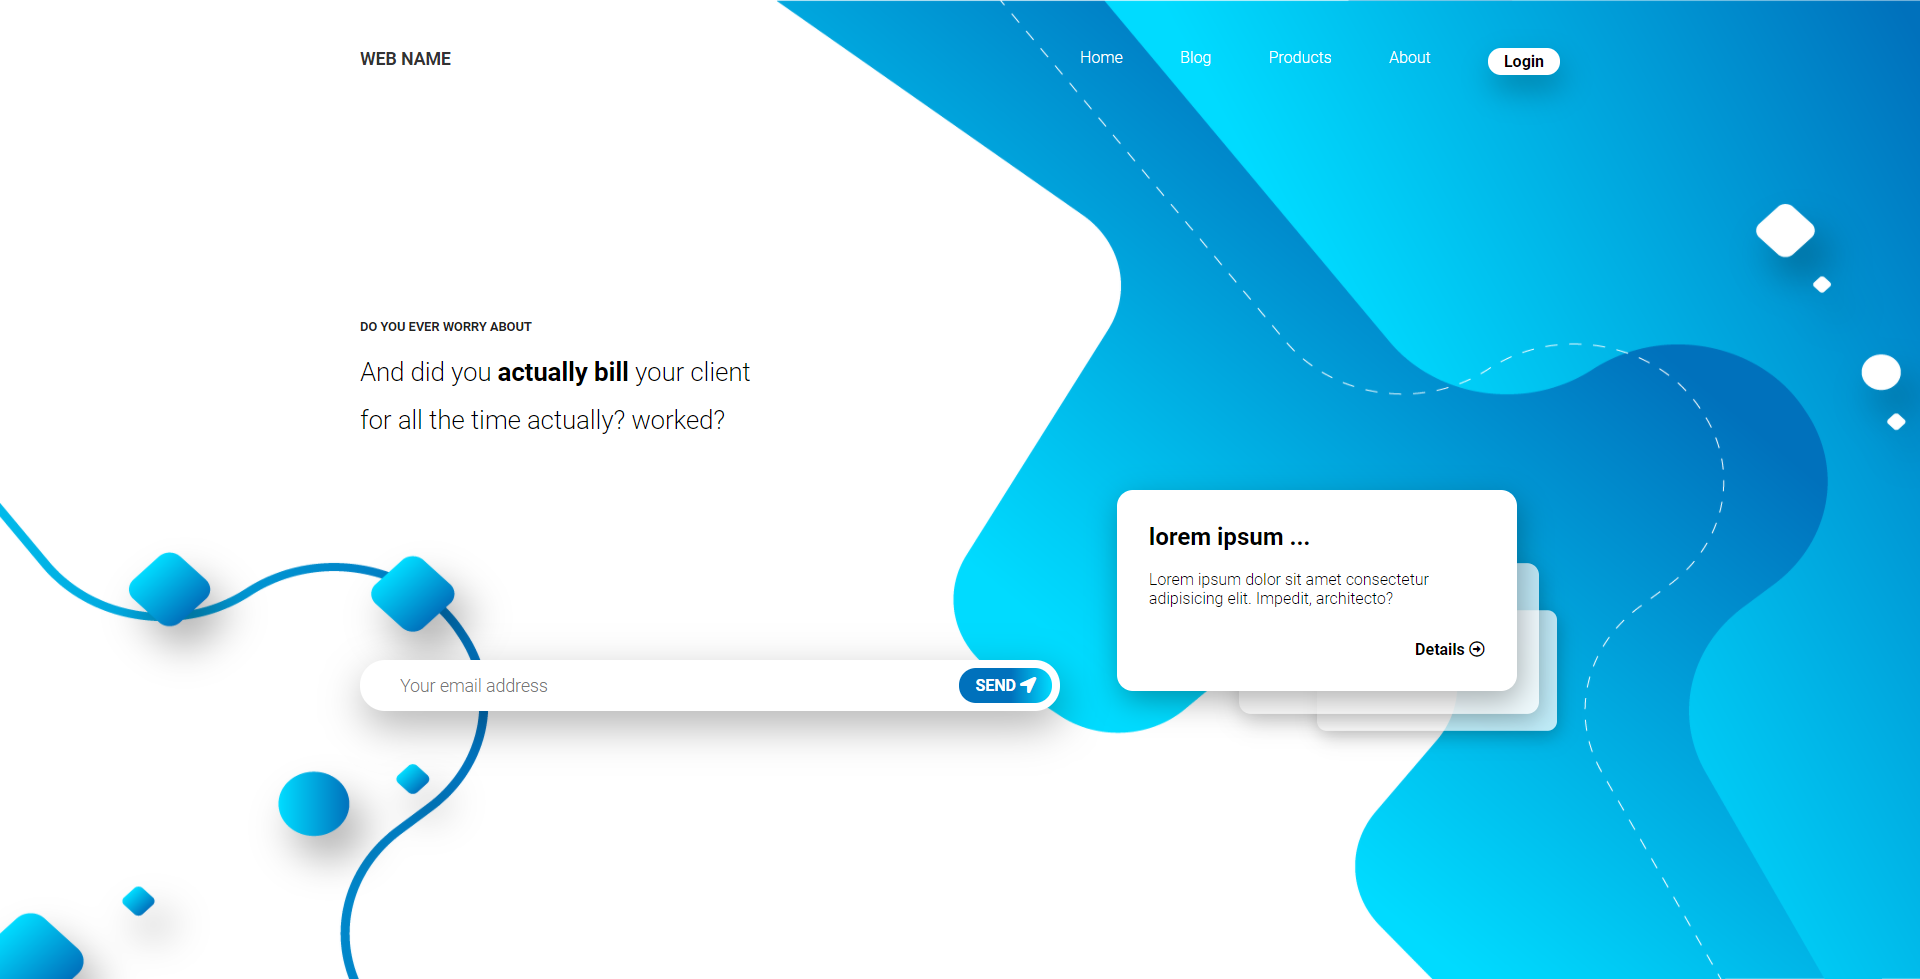 WEB NAME
Home
Blog
Products
About
Login
DO YOU EVER WORRY ABOUT
And did you actually bill your client
for all the time actually? worked?
lorem ipsum ...
Lorem ipsum dolor sit amet consectetur
adipisicing elit. Impedit, architecto?
Details
Your email address
SEND